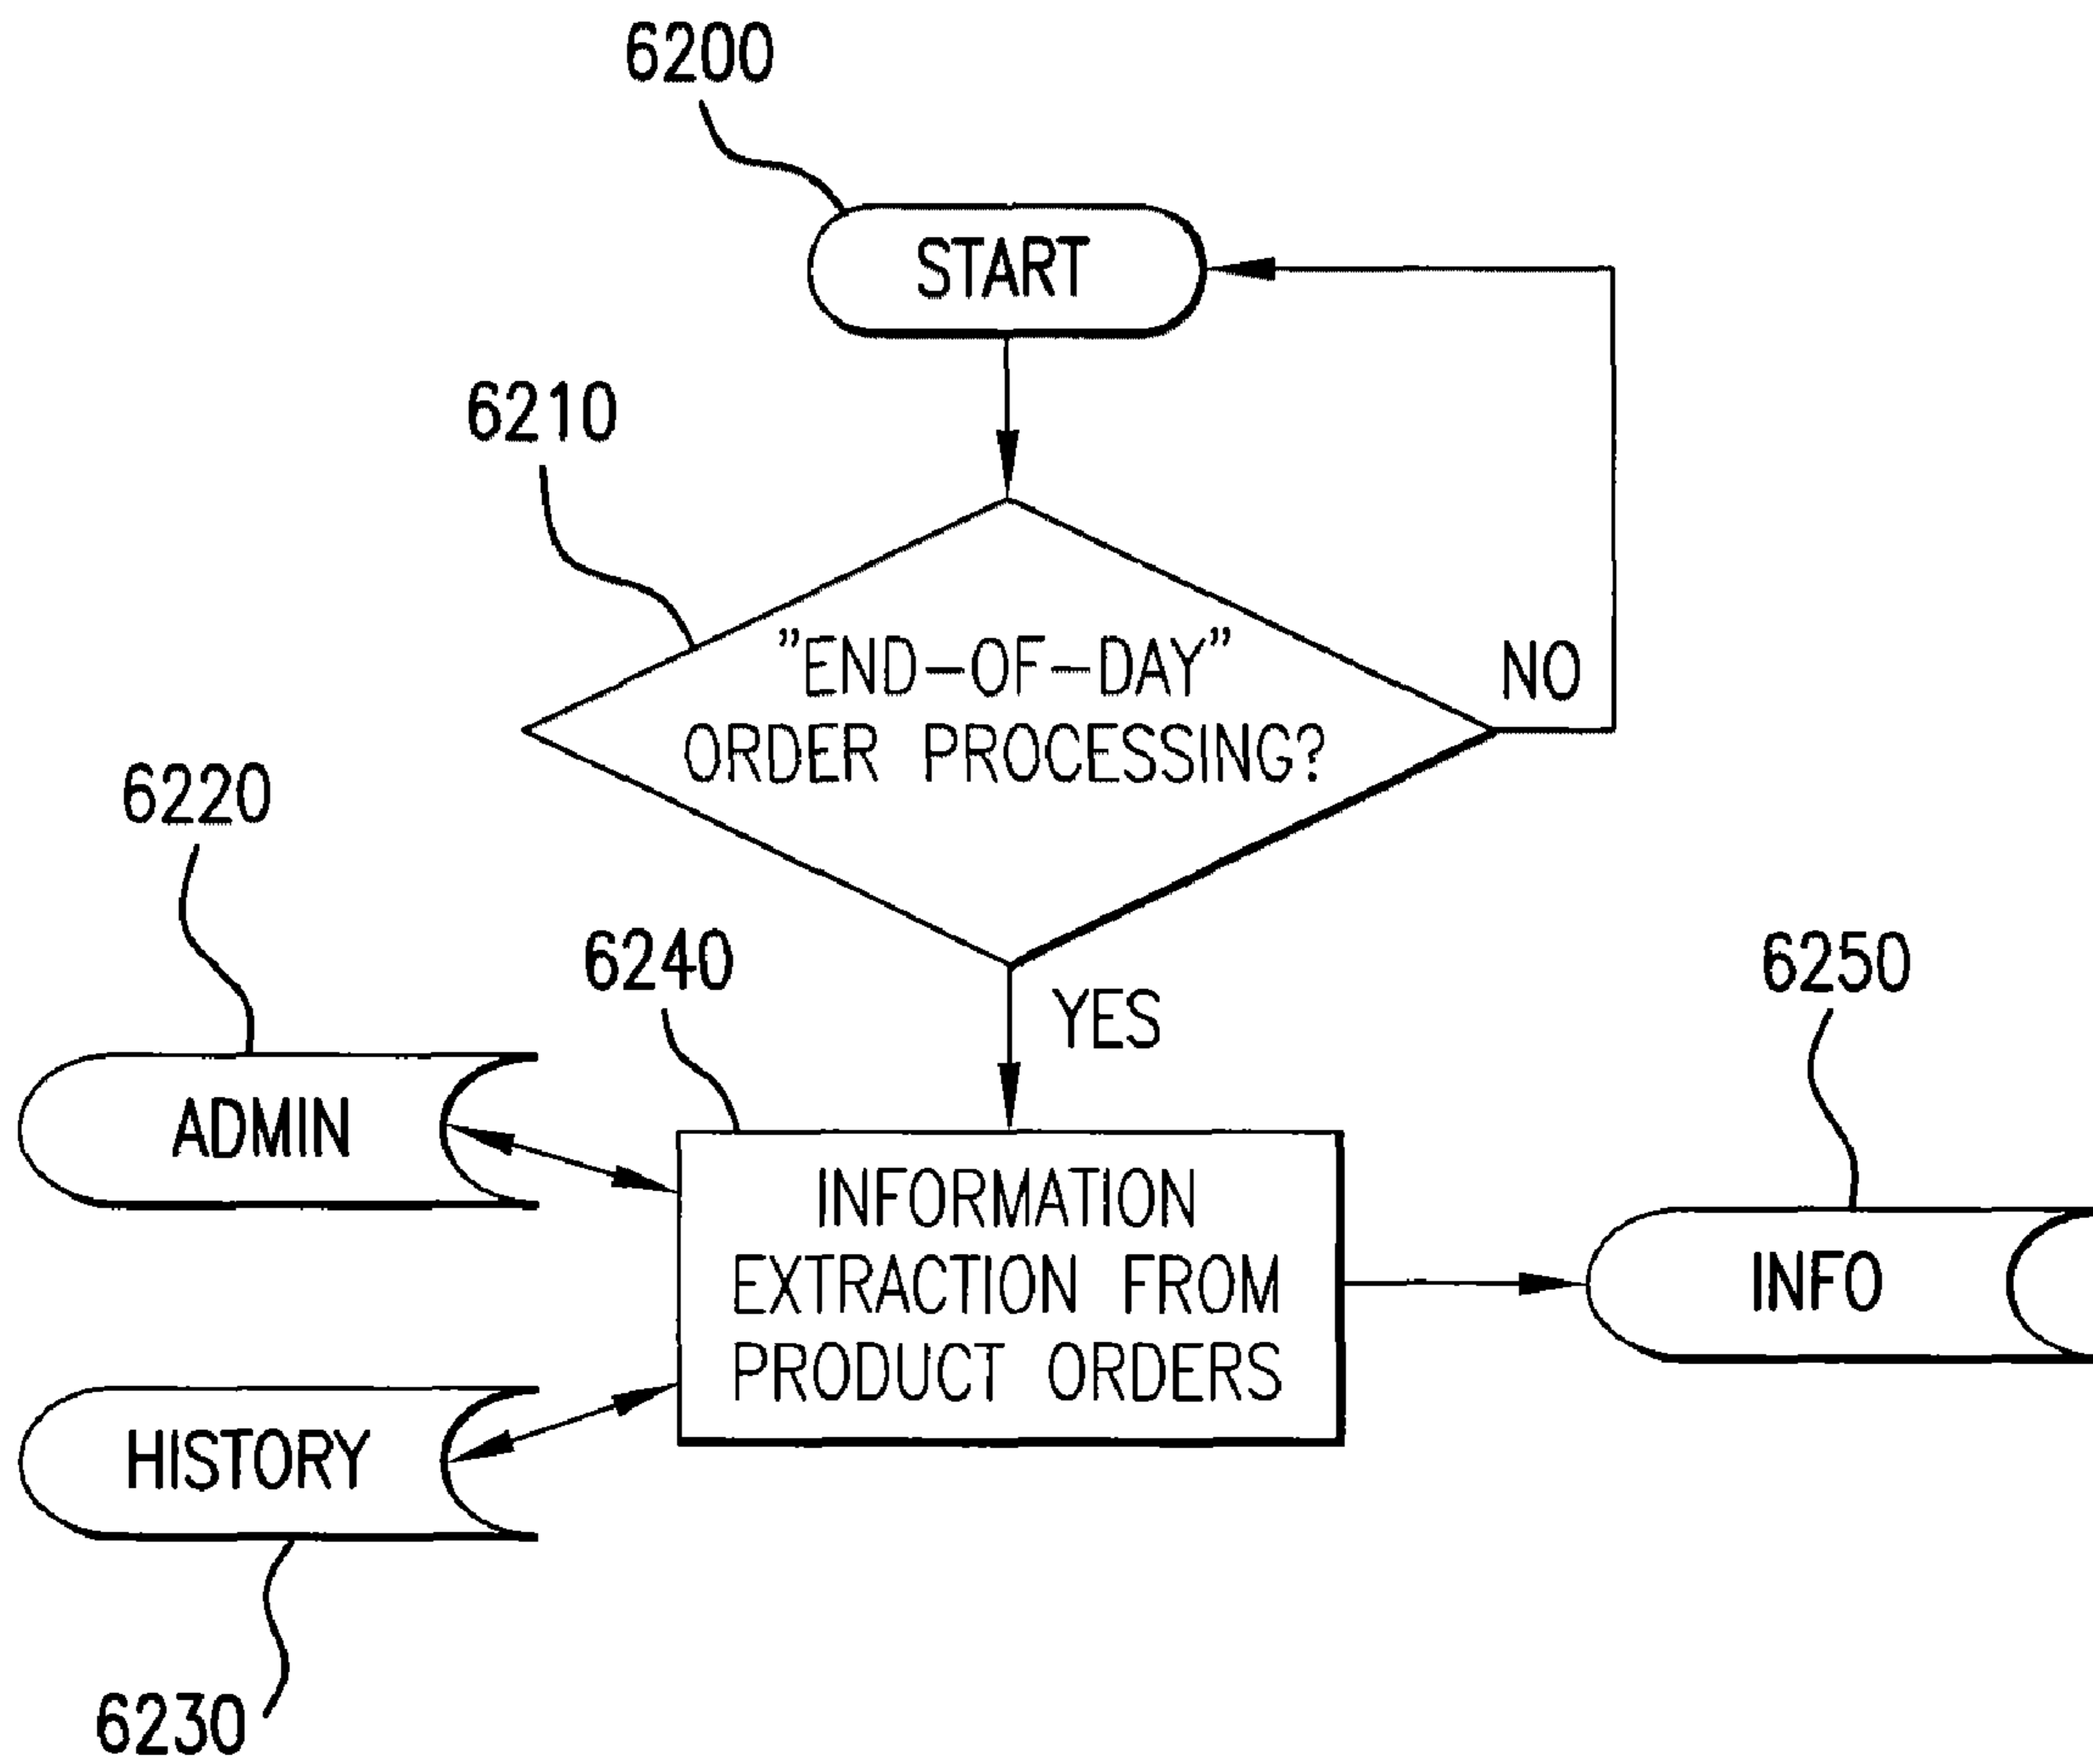 6200
START
6210
"END-OF-DAY"
ORDER PROCESSING?
NO
6220
6240
YES
6250
ADMIN
INFORMATION
EXTRACTION FROM
PRODUCT ORDERS
INFO
HISTORY
6230